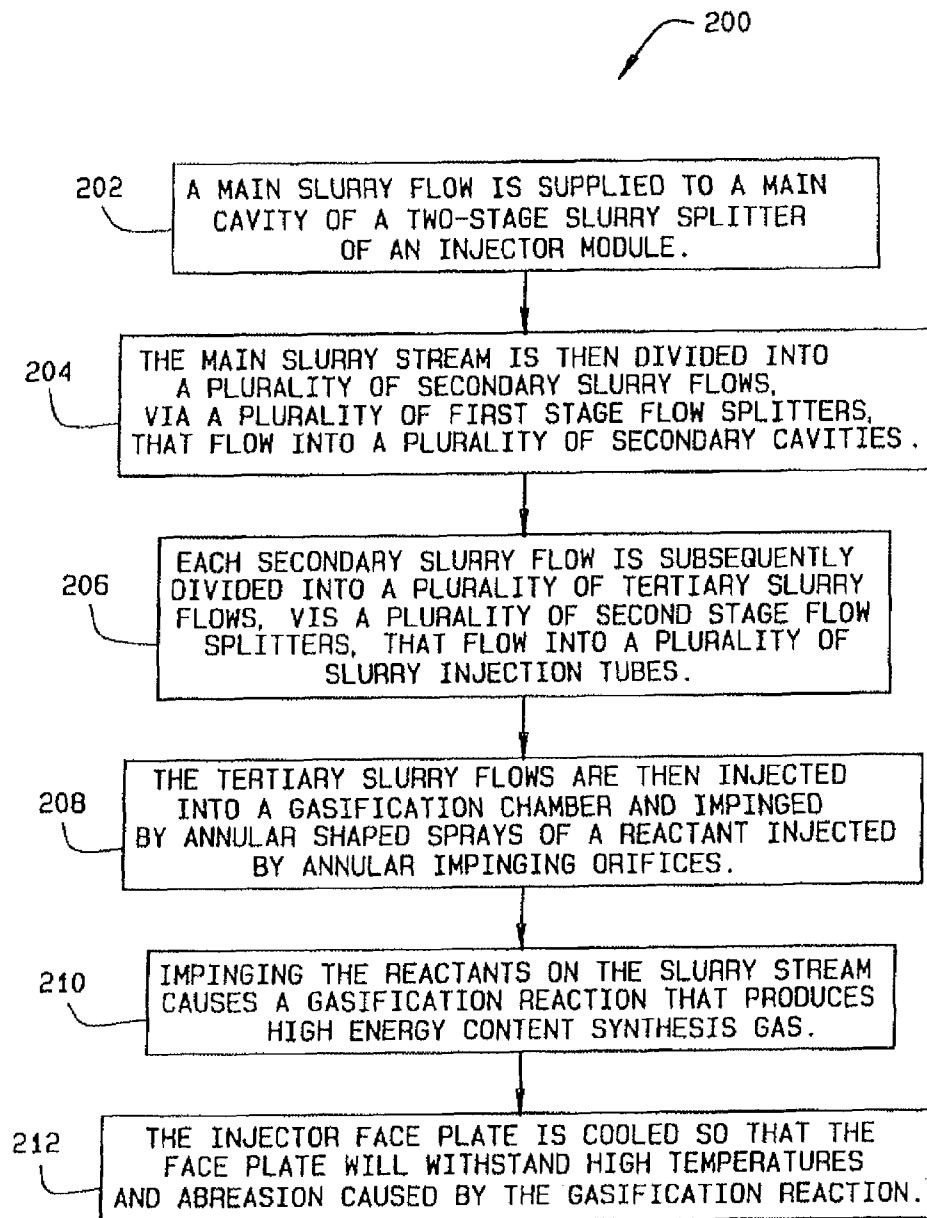 200
202
A MAIN SLURRY FLOW IS SUPPLIED TO A MAIN
CAVITY OF A TWO-STAGE SLURRY SPLITTER
OF AN INJECTOR MODULE.
204
THE MAIN SLURRY STREAM IS THEN DIVIDED INTO
A PLURALITY OF SECONDARY SLURRY FLOWS,
VIA A PLURALITY OF FIRST STAGE FLOW SPLITTERS,
THAT FLOW INTO A PLURALITY OF SECONDARY CAVITIES.
206
EACH SECONDARY SLURRY FLOW IS SUBSEQUENTLY
DIVIDED INTO A PLURALITY OF TERTIARY SLURRY
FLOWS, VIS A PLURALITY OF SECOND STAGE FLOW
SPLITTERS, THAT FLOW INTO A PLURALITY OF
SLURRY INJECTION TUBES.
208
THE TERTIARY SLURRY FLOWS ARE THEN INJECTED
INTO A GASIFICATION CHAMBER AND IMPINGED
BY ANNULAR SHAPED SPRAYS OF A REACTANT INJECTED
BY ANNULAR IMPINGING ORIFICES.
210
IMPINGING THE REACTANTS ON THE SLURRY STREAM
CAUSES A GASIFICATION REACTION THAT PRODUCES
HIGH ENERGY CONTENT SYNTHESIS GAS.
212
THE INJECTOR FACE PLATE IS COOLED SO THAT THE
FACE PLATE WILL WITHSTAND HIGH TEMPERATURES
AND ABREASION CAUSED BY THE GASIFICATION REACTION.